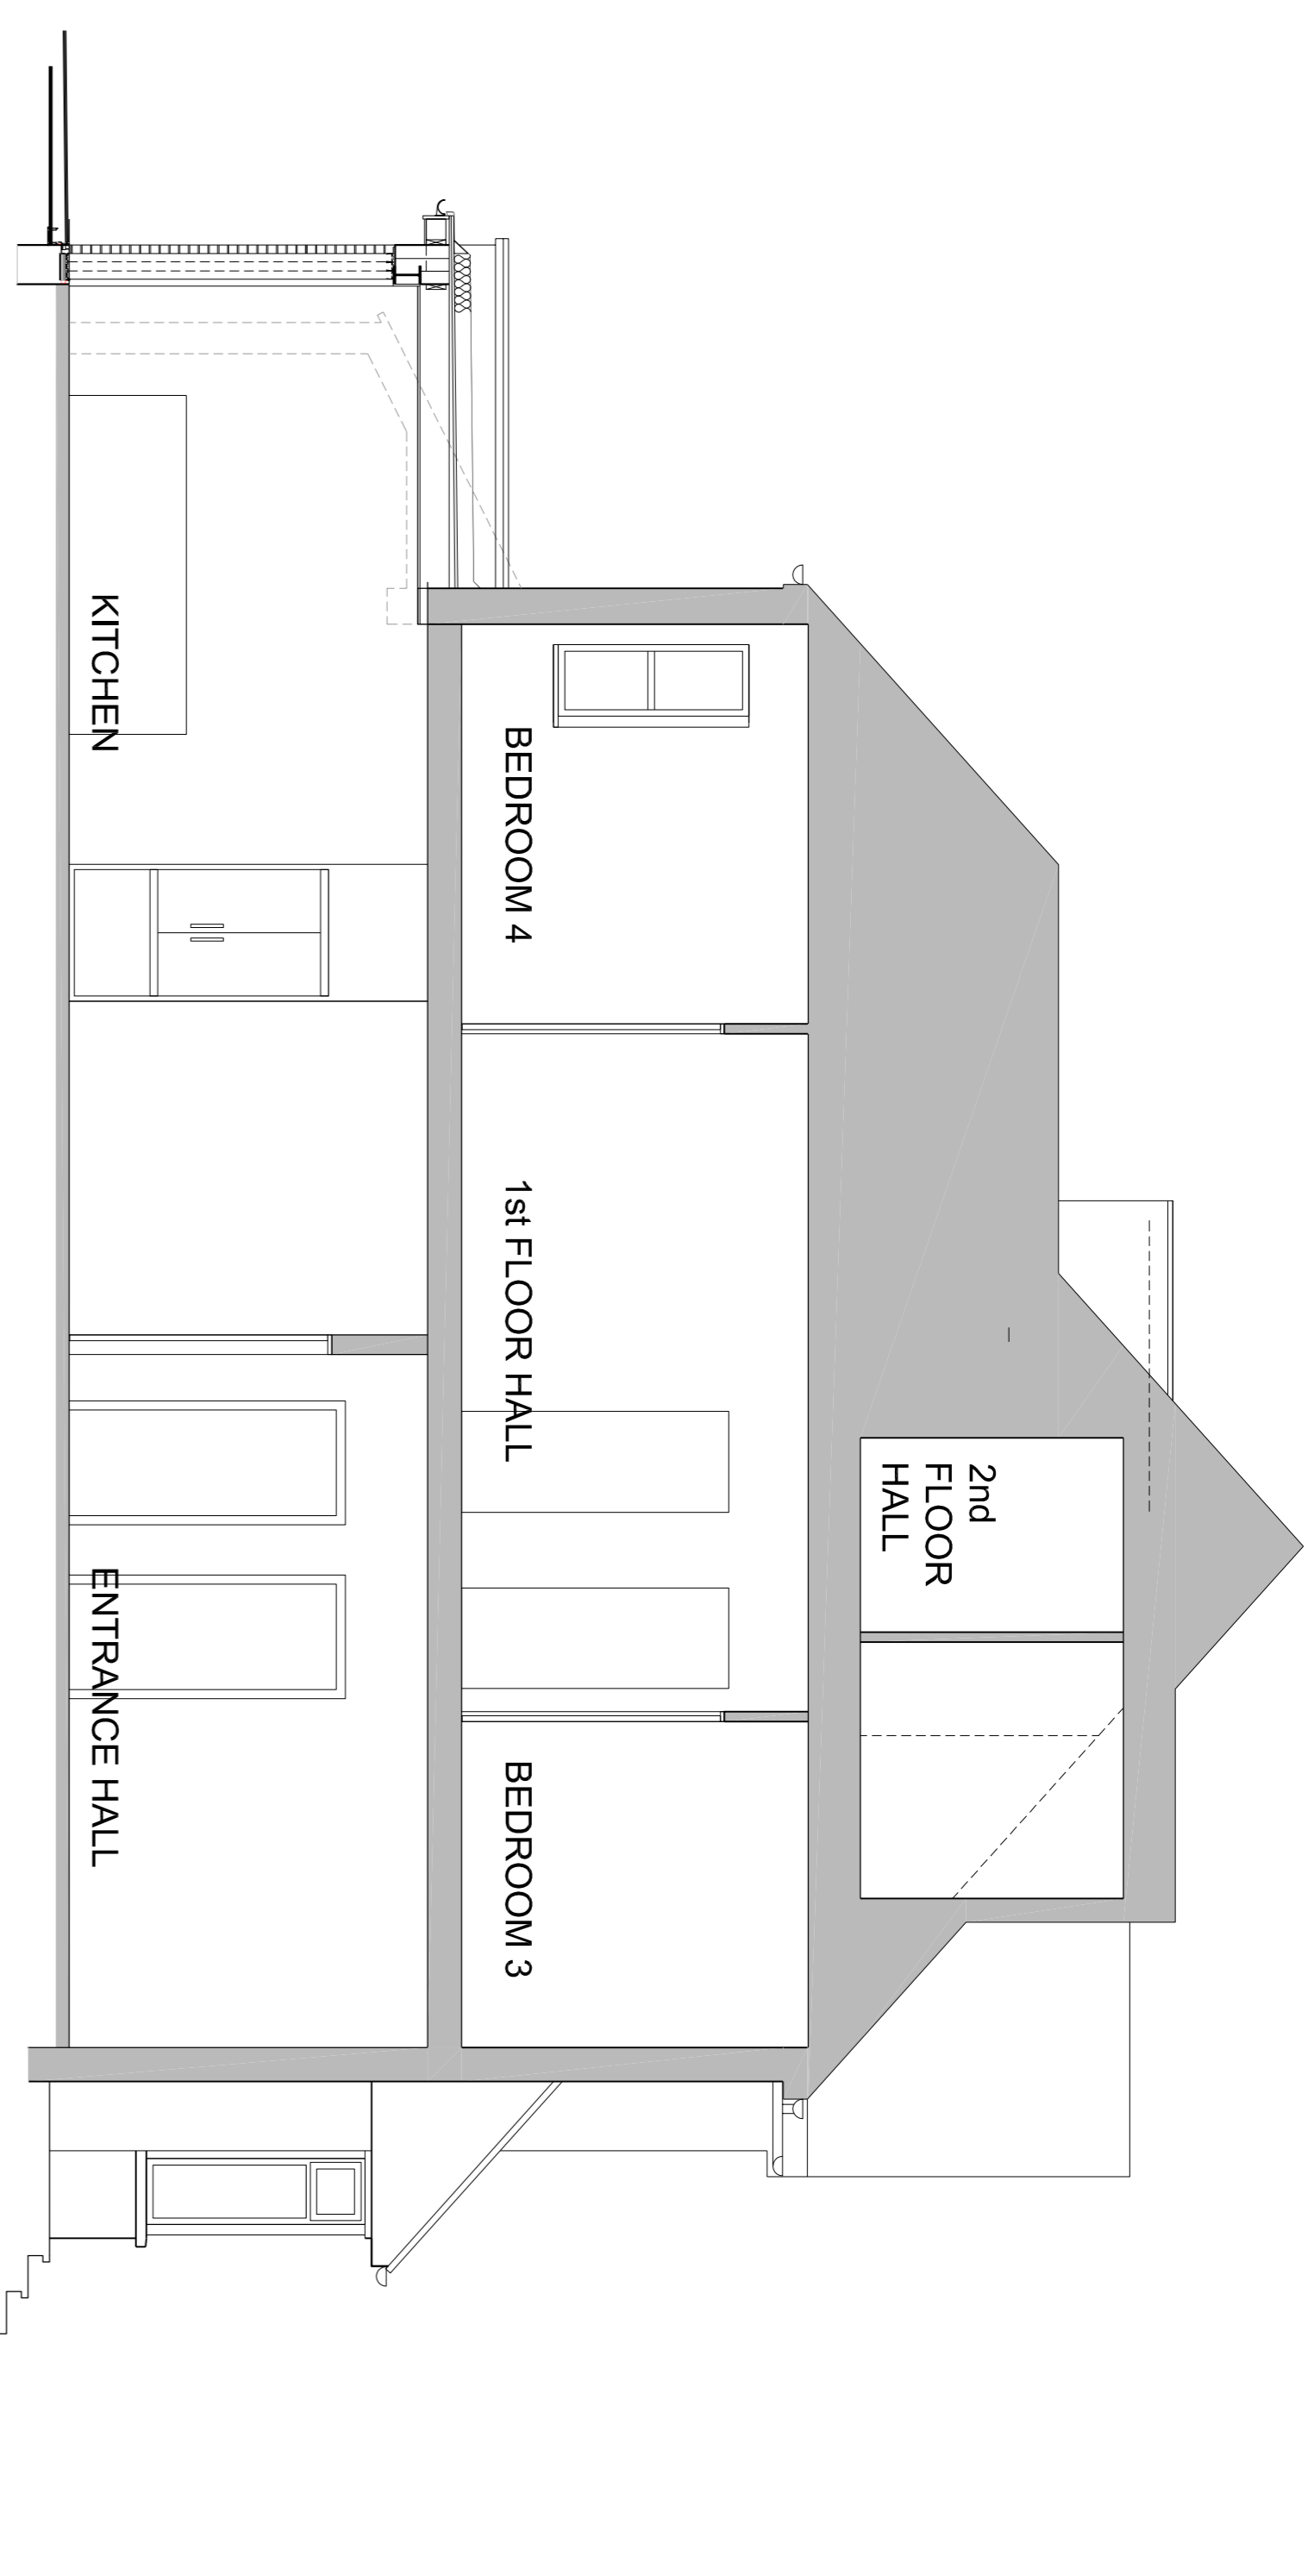 2nd
FLOOR
HALL
BEDROOM 4
1st FLOOR HALL
BEDROOM 3
KITCHEN
ENTRANCE HALL